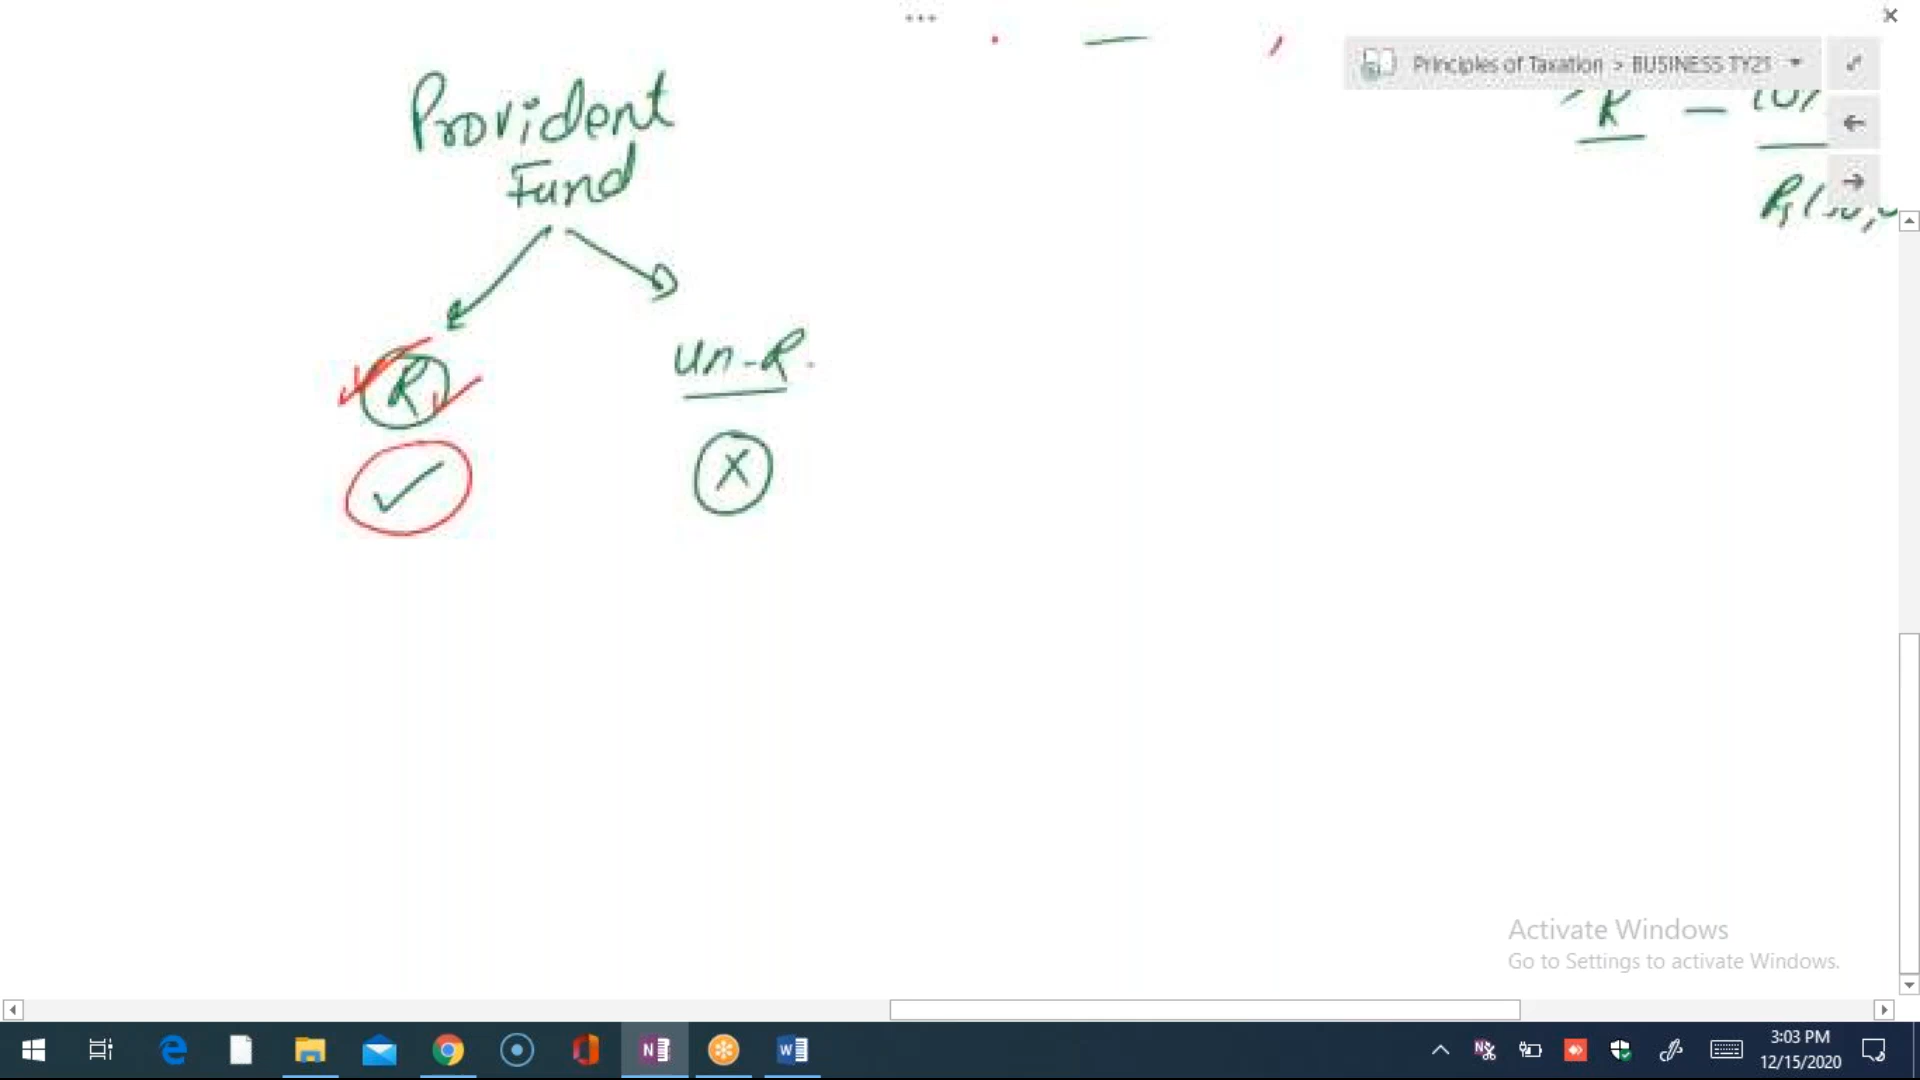 Principles of Taxation > BUSINESS TY21
Provident
Fund
R
R
un-R
X
Activate Windows
Go to Settings to activate Windows.
3:03 PM
12/15/2020